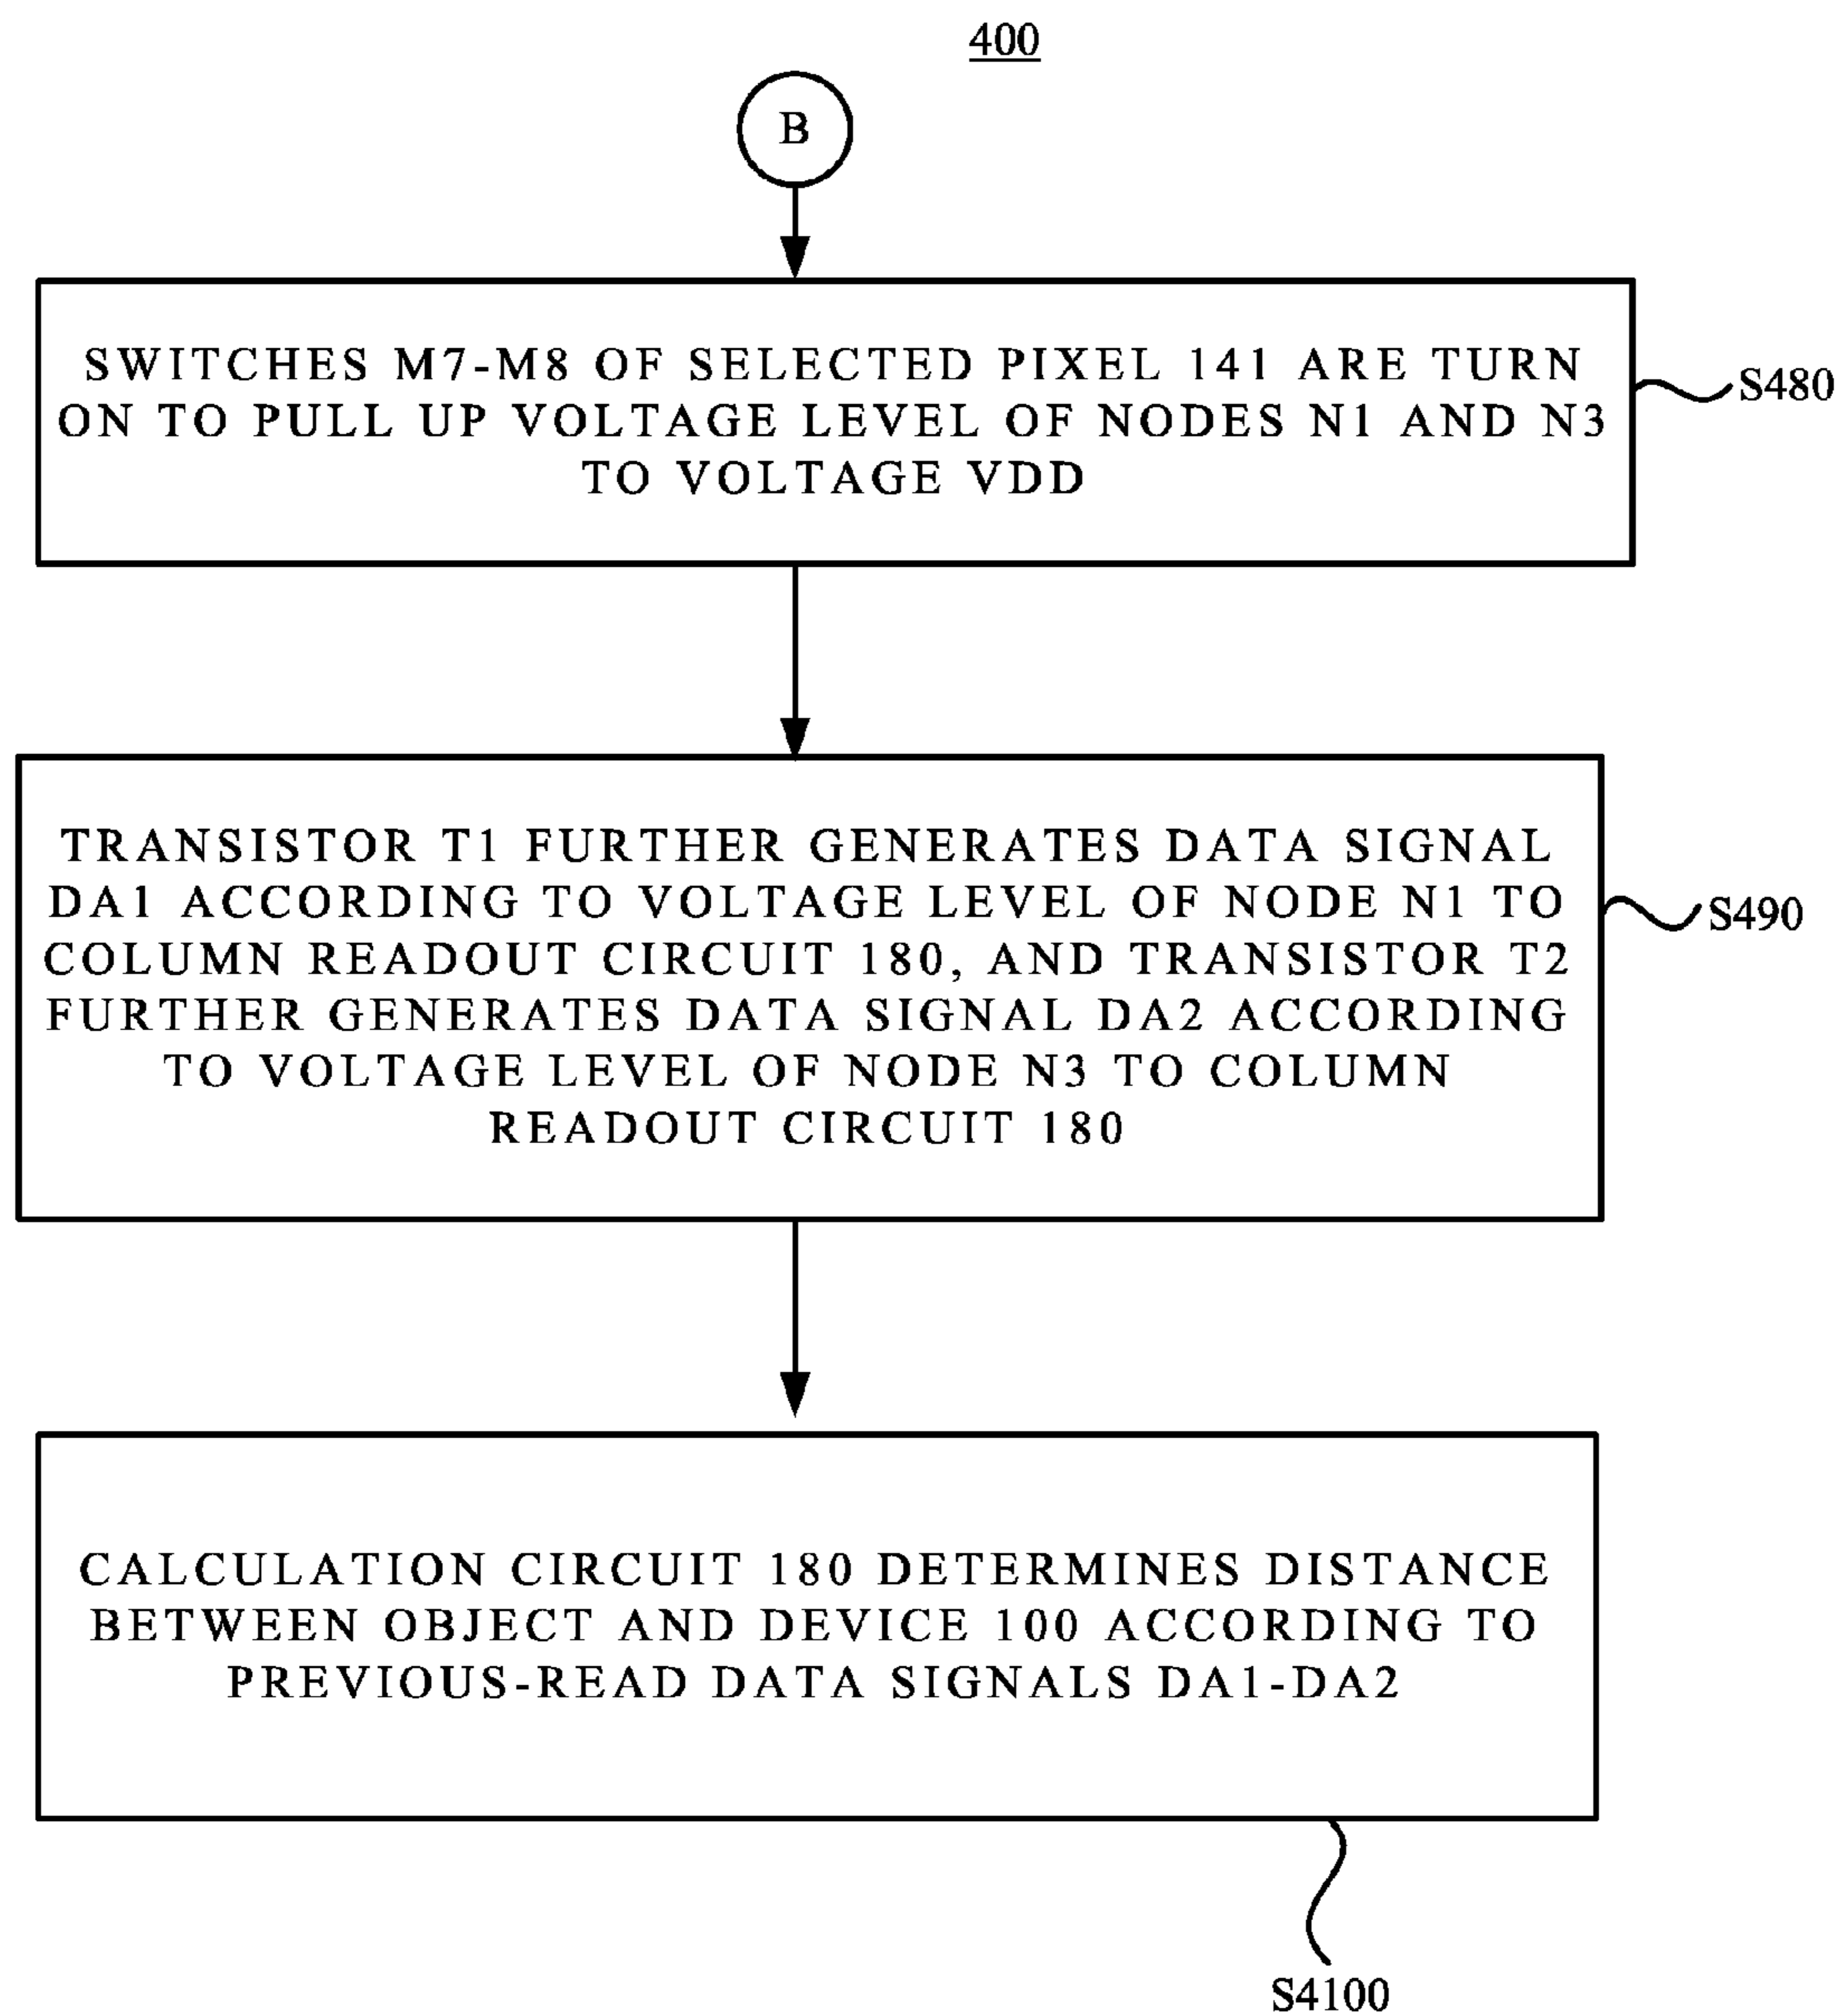 400
B
SWITCHES M7-M8 OF SELECTED PIXEL 141 ARE TURN
ON TO PULL UP VOLTAGE LEVEL OF NODES N1 AND N3
TO VOLTAGE VDD
S480
TRANSISTOR T1 FURTHER GENERATES DATA SIGNAL
DA1 ACCORDING TO VOLTAGE LEVEL OF NODE N1 TO
COLUMN READOUT CIRCUIT 180, AND TRANSISTOR T2
FURTHER GENERATES DATA SIGNAL DA2 ACCORDING
TO VOLTAGE LEVEL OF NODE N3 TO COLUMN
READOUT CIRCUIT 180
S490
CALCULATION CIRCUIT 180 DETERMINES DISTANCE
BETWEEN OBJECT AND DEVICE 100 ACCORDING TO
PREVIOUS-READ DATA SIGNALS DA1-DA2
S4100